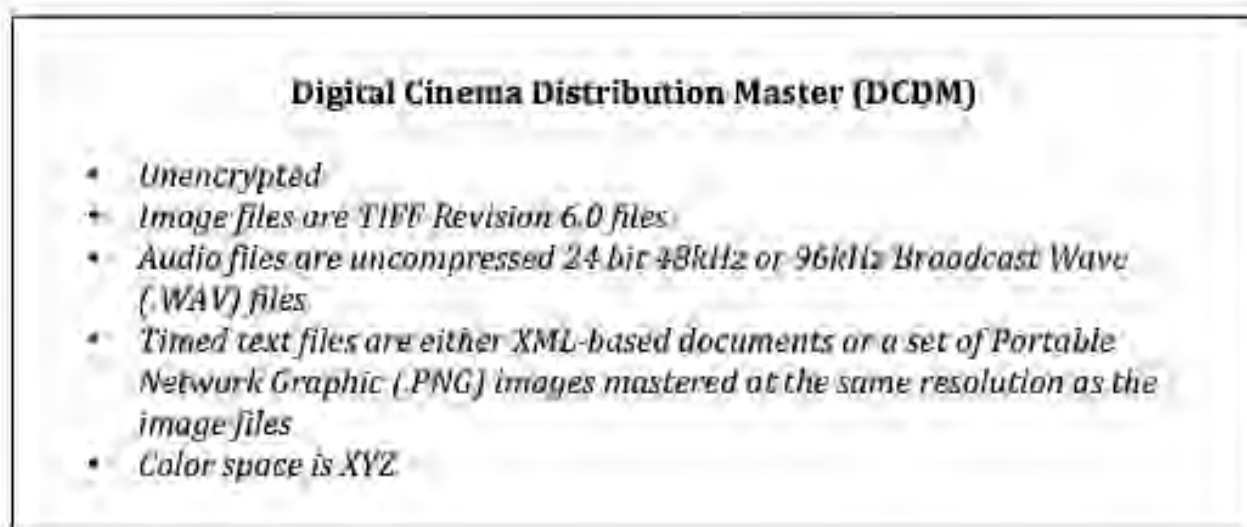 Digital Cinema Distribution Master (DCDM)
• Unencrypted
• Image files are TIFF Revision 6.0 files
• Audio files are uncompressed 24 bit 48kHz or 96kHz Broadcast Wave
(.WAV) files
• Timed text files are either XML-based documents or a set of Portable
Network Graphic (.PNG) images mastered at the same resolution as the
image files
• Color space is XYZ